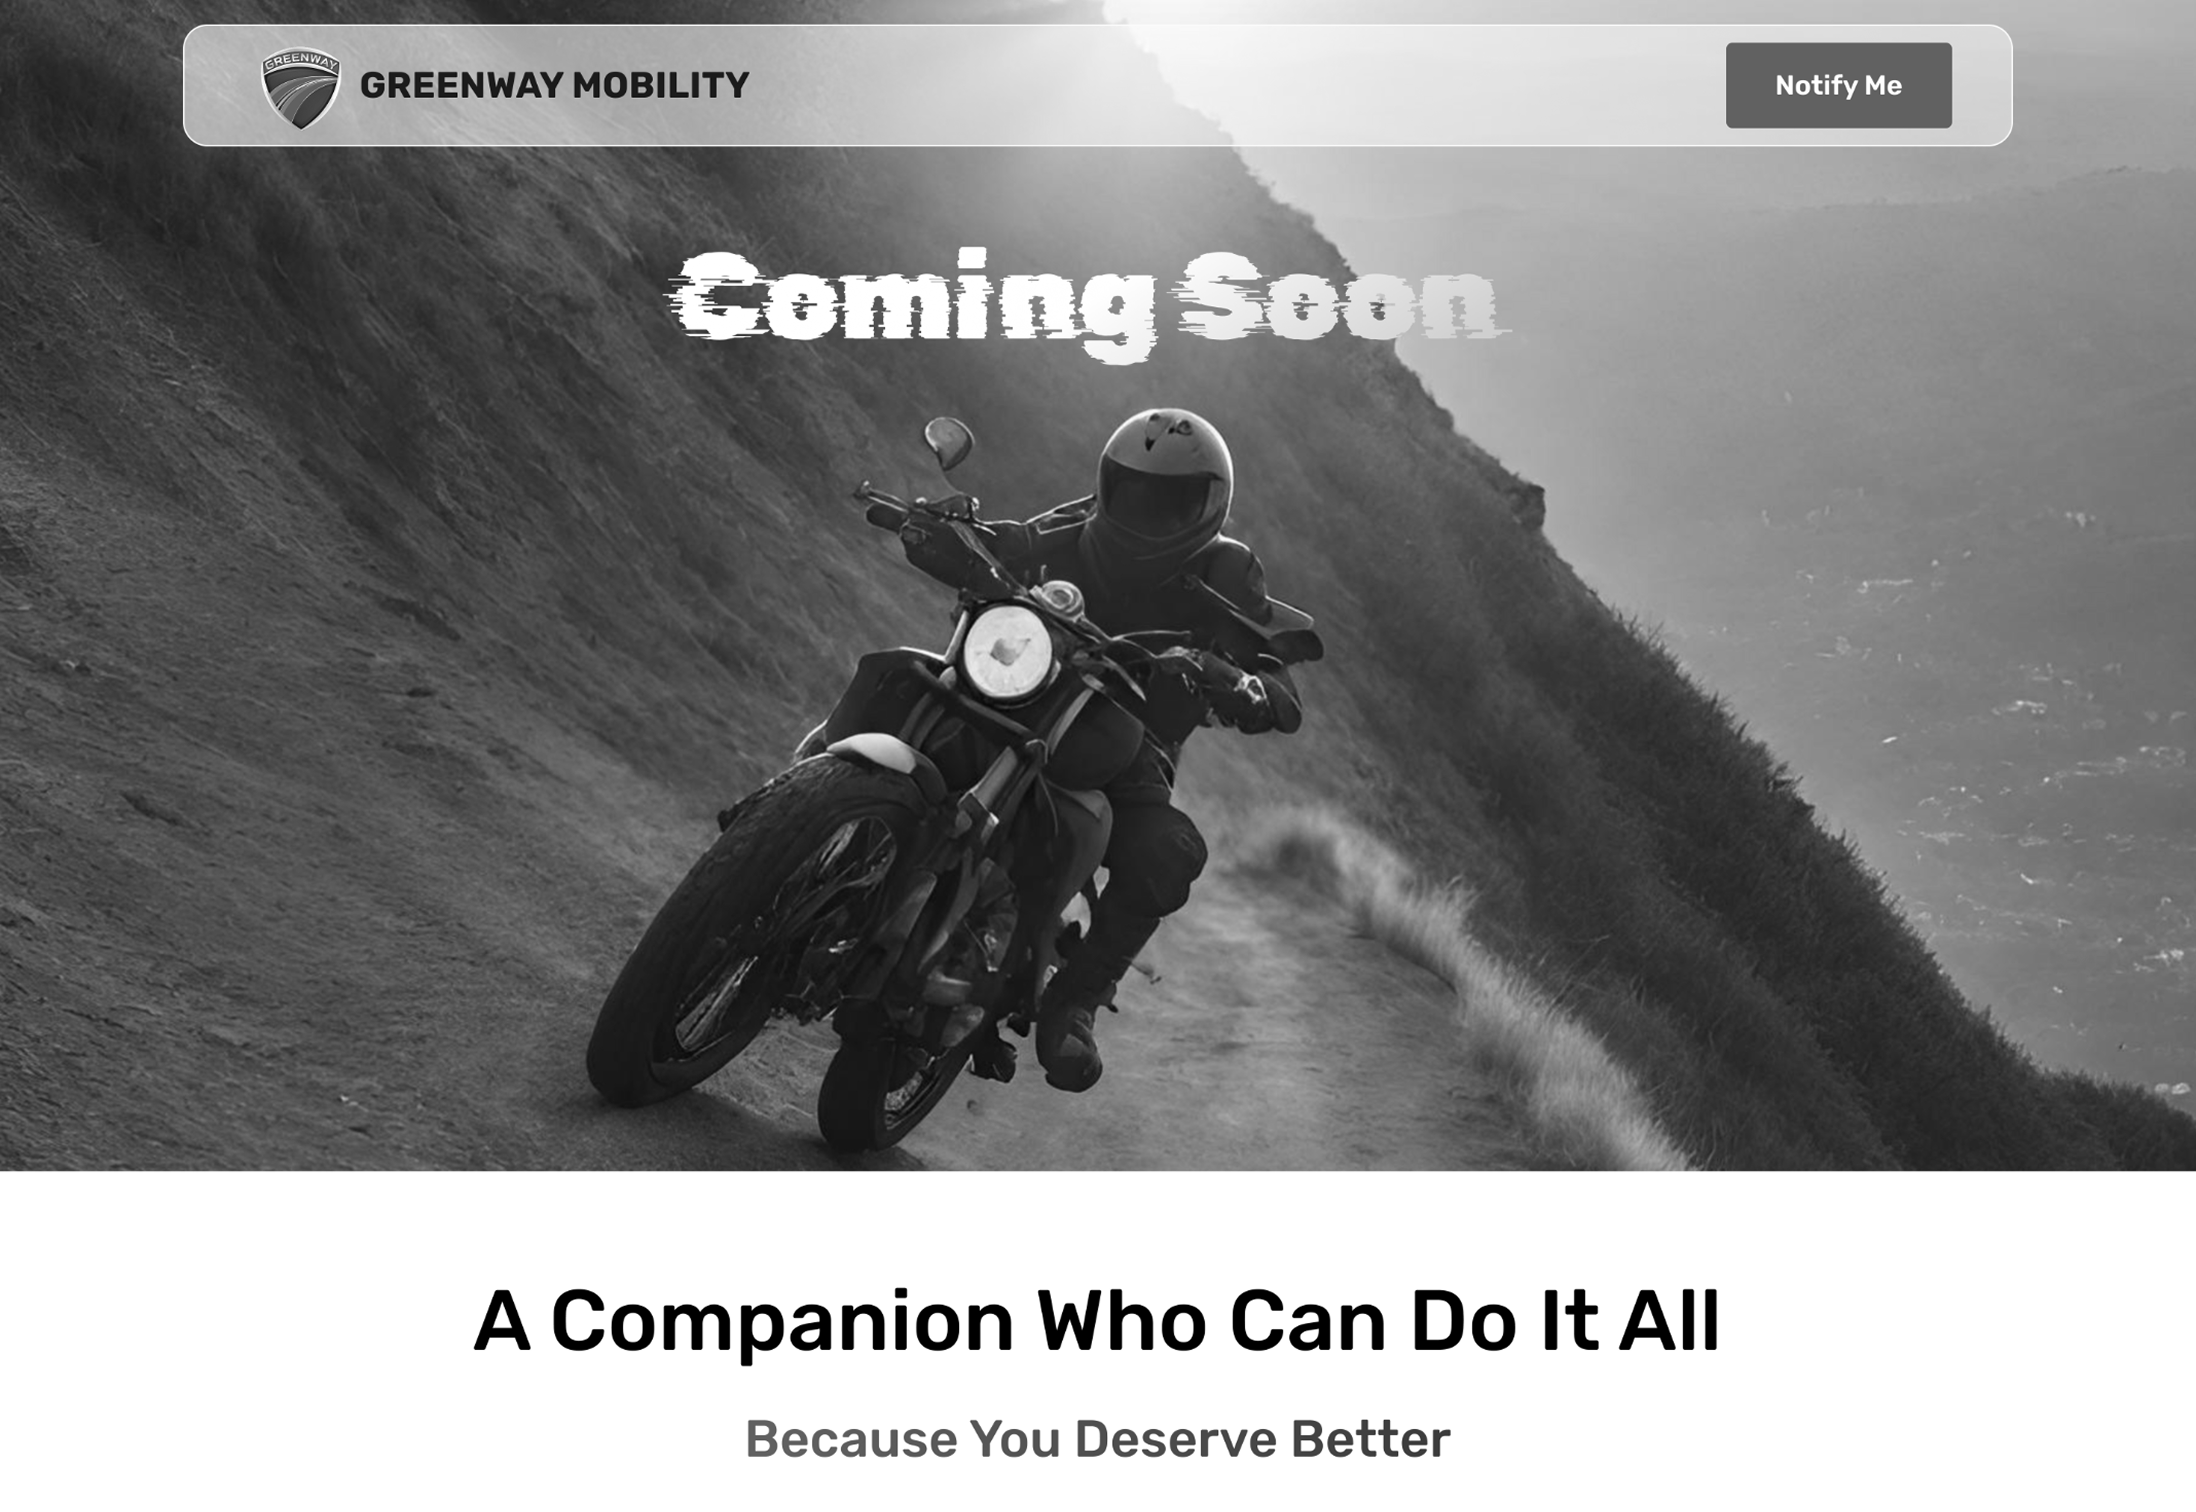 GREENWAY
GREENWAY MOBILITY
Notify Me
Coming Soon
A Companion Who Can Do It All
Because You Deserve Better